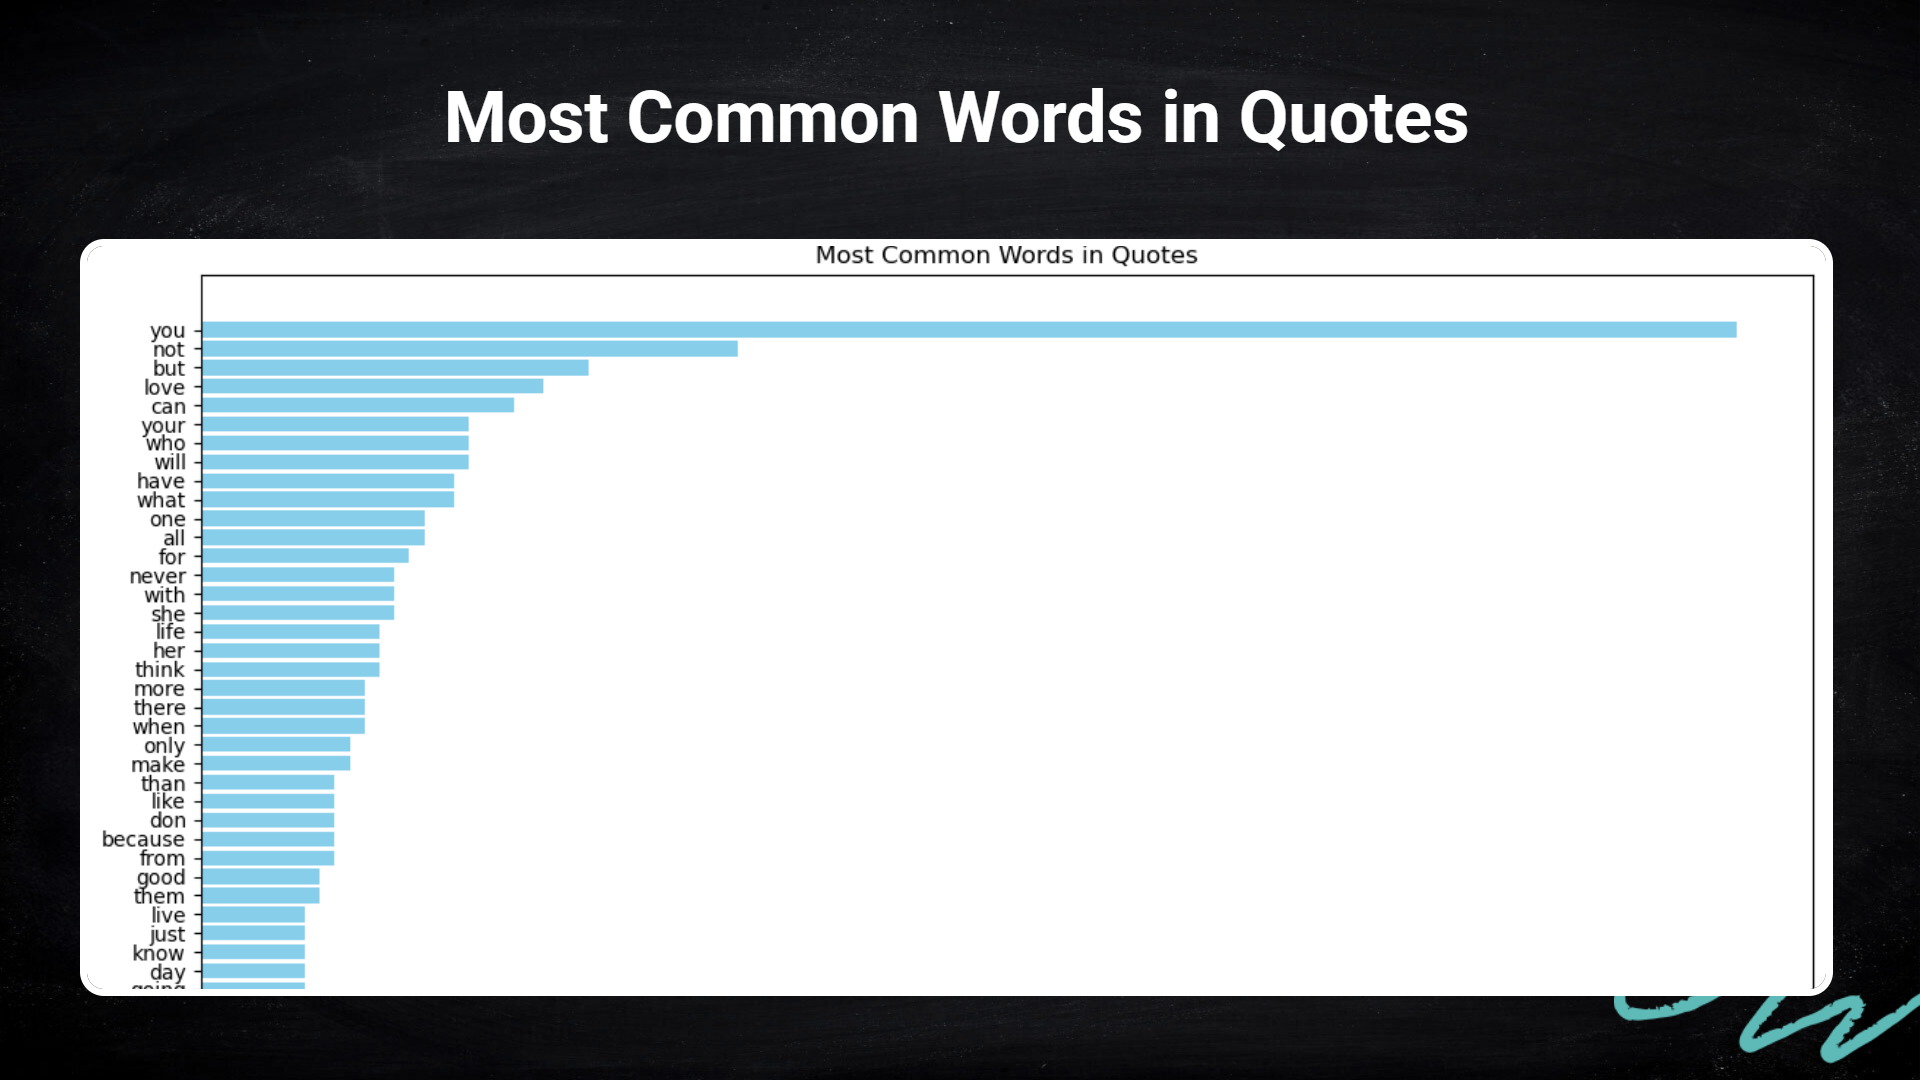 Most Common Words in Quotes
Most Common Words in Quotes
you
not
but
love
can
your
who
will
have
what
one
all
for
never
with
she
life
her
think
more
there
when
only
make
than
like
don
because
from
good
them
live
just
know
day
going